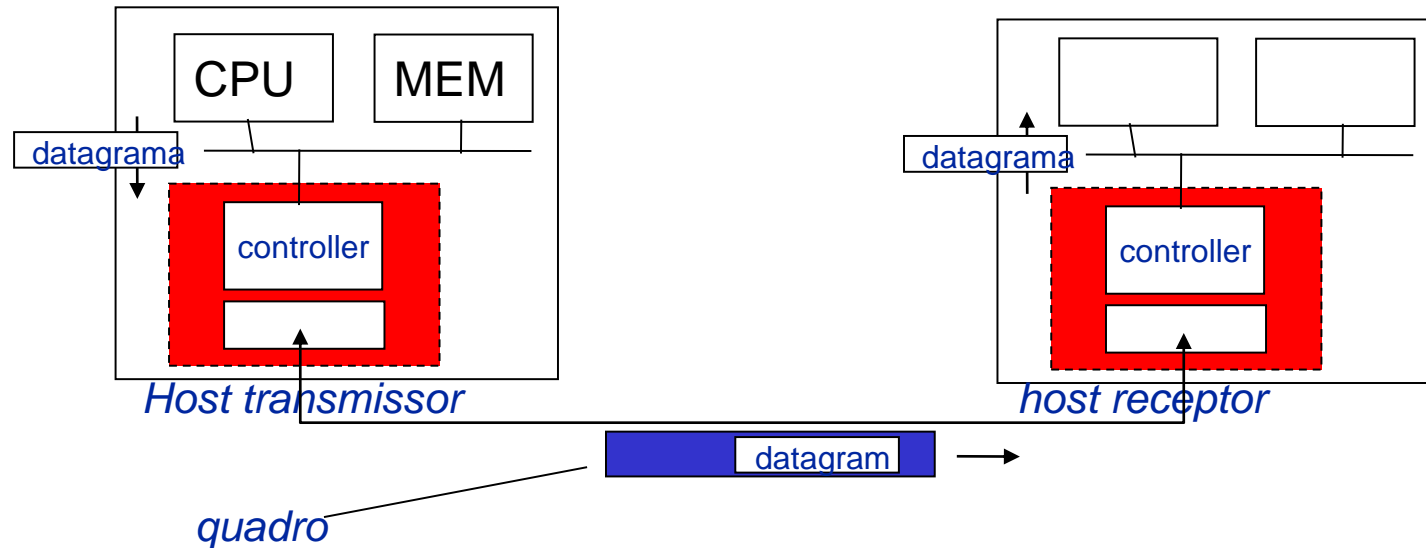 CPU
MEM
datagrama
controller
Host transmissor
datagrama
controller
host receptor
datagram
quadro